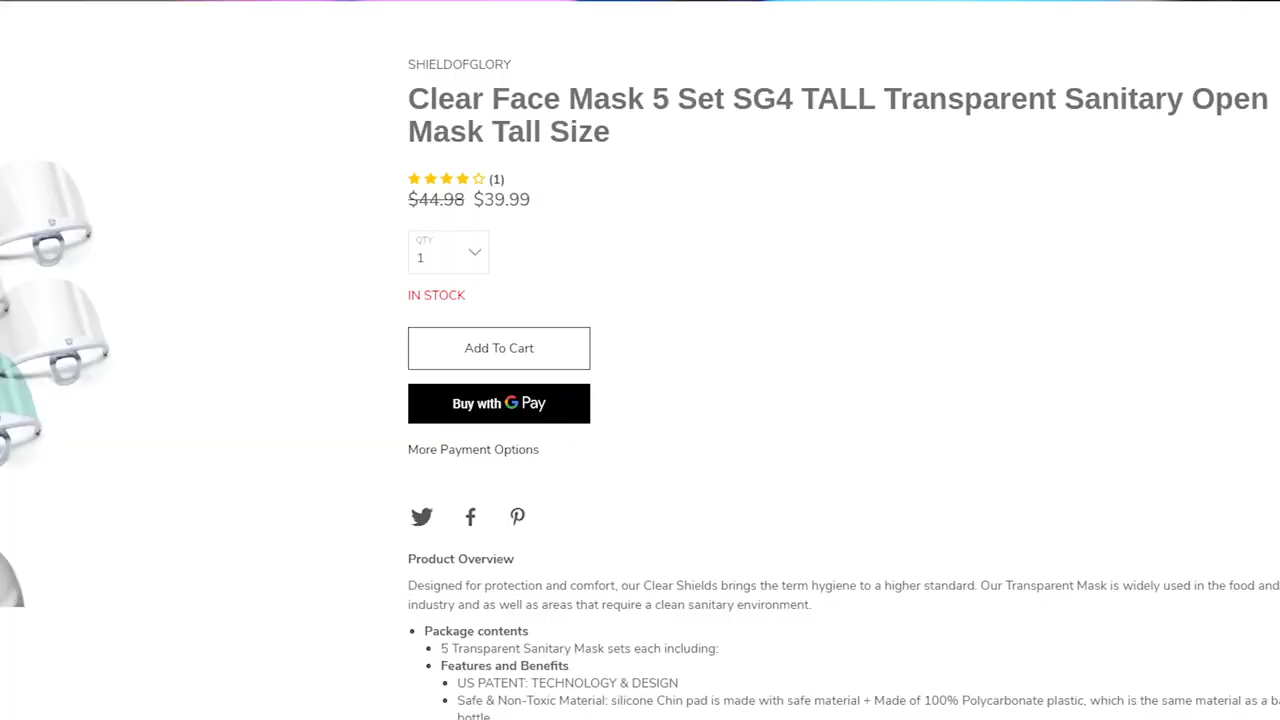 SHIELDOFGLORY
Clear Face Mask 5 Set SG4 TALL Transparent Sanitary Open
Mask Tall Size
(1)
$44.98 $39.99
QTY
1
IN STOCK
Add To Cart
Buy with G Pay
More Payment Options
Product Overview
Designed for protection and comfort, our Clear Shields brings the term hygiene to a higher standard. Our Transparent Mask is widely used in the food and
industry and as well as areas that require a clean sanitary environment.
Package contents
5 Transparent Sanitary Mask sets each including:
Features and Benefits
US PATENT: TECHNOLOGY & DESIGN
Safe & Non-Toxic Material: silicone Chin pad is made with safe material + Made of 100% Polycarbonate plastic, which is the same material as a
bottle